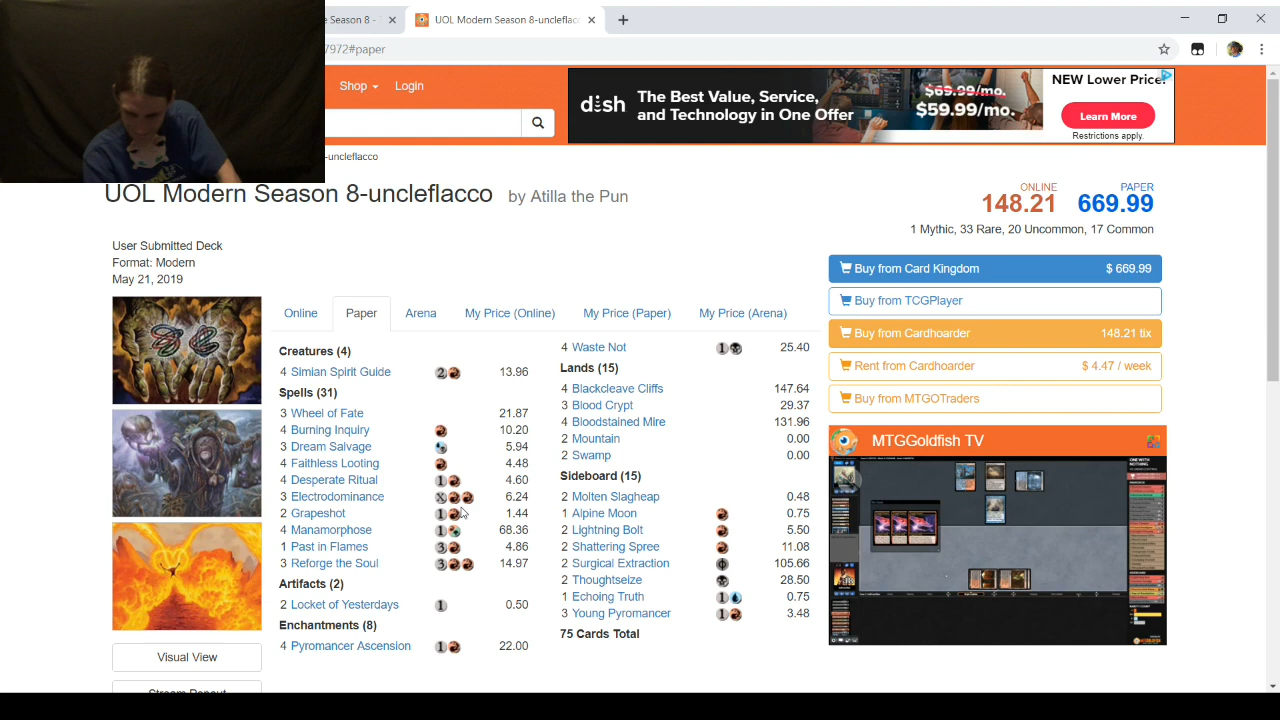 e Season 8 -
UOL Modern Season 8-uncleflacc
7972#paper
Shop Login
dish The Best Value, Service, and Technology in One Offer
$69.99/mo.
$59.99/mo.
NEW Lower Price!
Learn More
Restrictions apply.
-uncleflacco
UOL Modern Season 8-uncleflacco by Atilla the Pun
ONLINE PAPER
148.21 669.99
1 Mythic, 33 Rare, 20 Uncommon, 17 Common
User Submitted Deck
Format: Modern
May 21, 2019
Buy from Card Kingdom $ 669.99
Buy from TCGPlayer
Buy from Cardhoarder 148.21 tix
Rent from Cardhoarder $ 4.47 / week
Buy from MTGOTraders
Online Paper Arena My Price (Online) My Price (Paper) My Price (Arena)
Creatures (4)
4 Simian Spirit Guide 2 13.96
Spells (31)
3 Wheel of Fate 21.87
4 Burning Inquiry 10.20
3 Dream Salvage 5.94
4 Faithless Looting 4.48
4 Desperate Ritual 1 4.60
3 Electrodominance X 6.24
2 Grapeshot 1 1.44
4 Manamorphose 1 68.36
1 Past in Flames 3 4.86
3 Reforge the Soul 3 14.97
Artifacts (2)
2 Locket of Yesterdays 1 0.50
Enchantments (8)
4 Pyromancer Ascension 1 22.00
4 Waste Not 1 25.40
Lands (15)
4 Blackcleave Cliffs 147.64
3 Blood Crypt 29.37
4 Bloodstained Mire 131.96
2 Mountain 0.00
2 Swamp 0.00
Sideboard (15)
2 Molten Slagheap 0.48
1 Alpine Moon 0.75
2 Lightning Bolt 5.50
2 Shattering Spree 11.08
2 Surgical Extraction 105.66
2 Thoughtseize 28.50
1 Echoing Truth 1 0.75
3 Young Pyromancer 1 3.48
75 Cards Total
MTGGoldfish TV
Visual View
Stream Popout